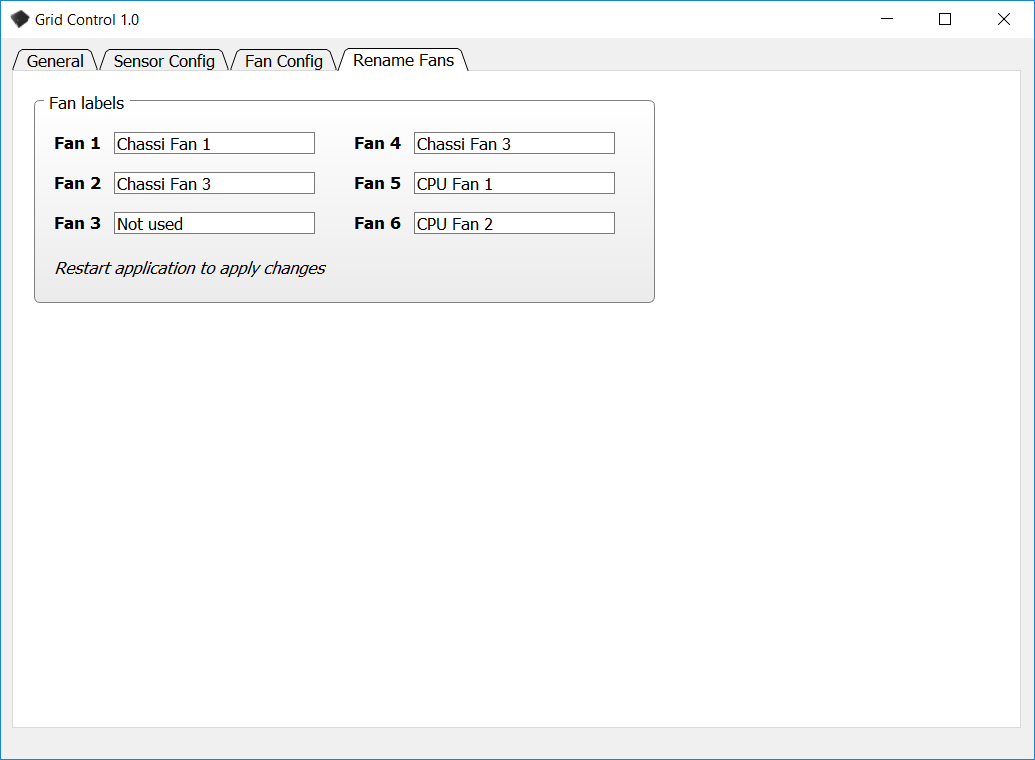 Grid Control 1.0
General Sensor Config Fan Config Rename Fans
Fan labels
Fan 1 Chassi Fan 1 Fan 4 Chassi Fan 3
Fan 2 Chassi Fan 3 Fan 5 CPU Fan 1
Fan 3 Not used Fan 6 CPU Fan 2
Restart application to apply changes